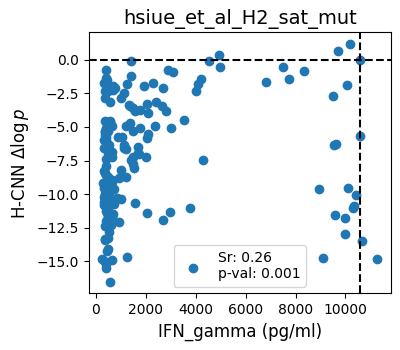 hsiue_et_al_H2_sat_mut
H-CNN Δlog p
0.0
−2.5
−5.0
−7.5
−10.0
−12.5
−15.0
Sr: 0.26
p-val: 0.001
0 2000 4000 6000 8000 10000
IFN_gamma (pg/ml)